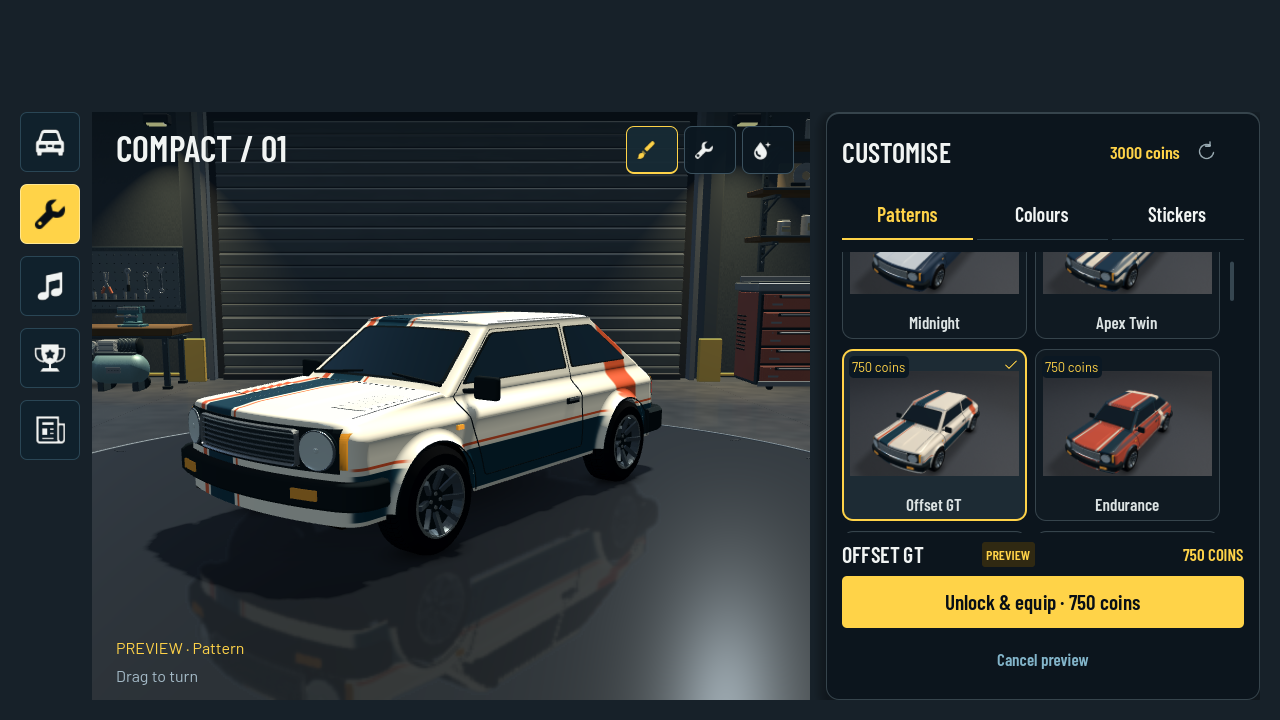 COMPACT / 01
CUSTOMISE
3000 coins
Patterns
Colours
Stickers
Midnight
Apex Twin
750 coins
750 coins
Offset GT
Endurance
OFFSET GT
PREVIEW
750 COINS
Unlock & equip · 750 coins
Cancel preview
PREVIEW · Pattern
Drag to turn